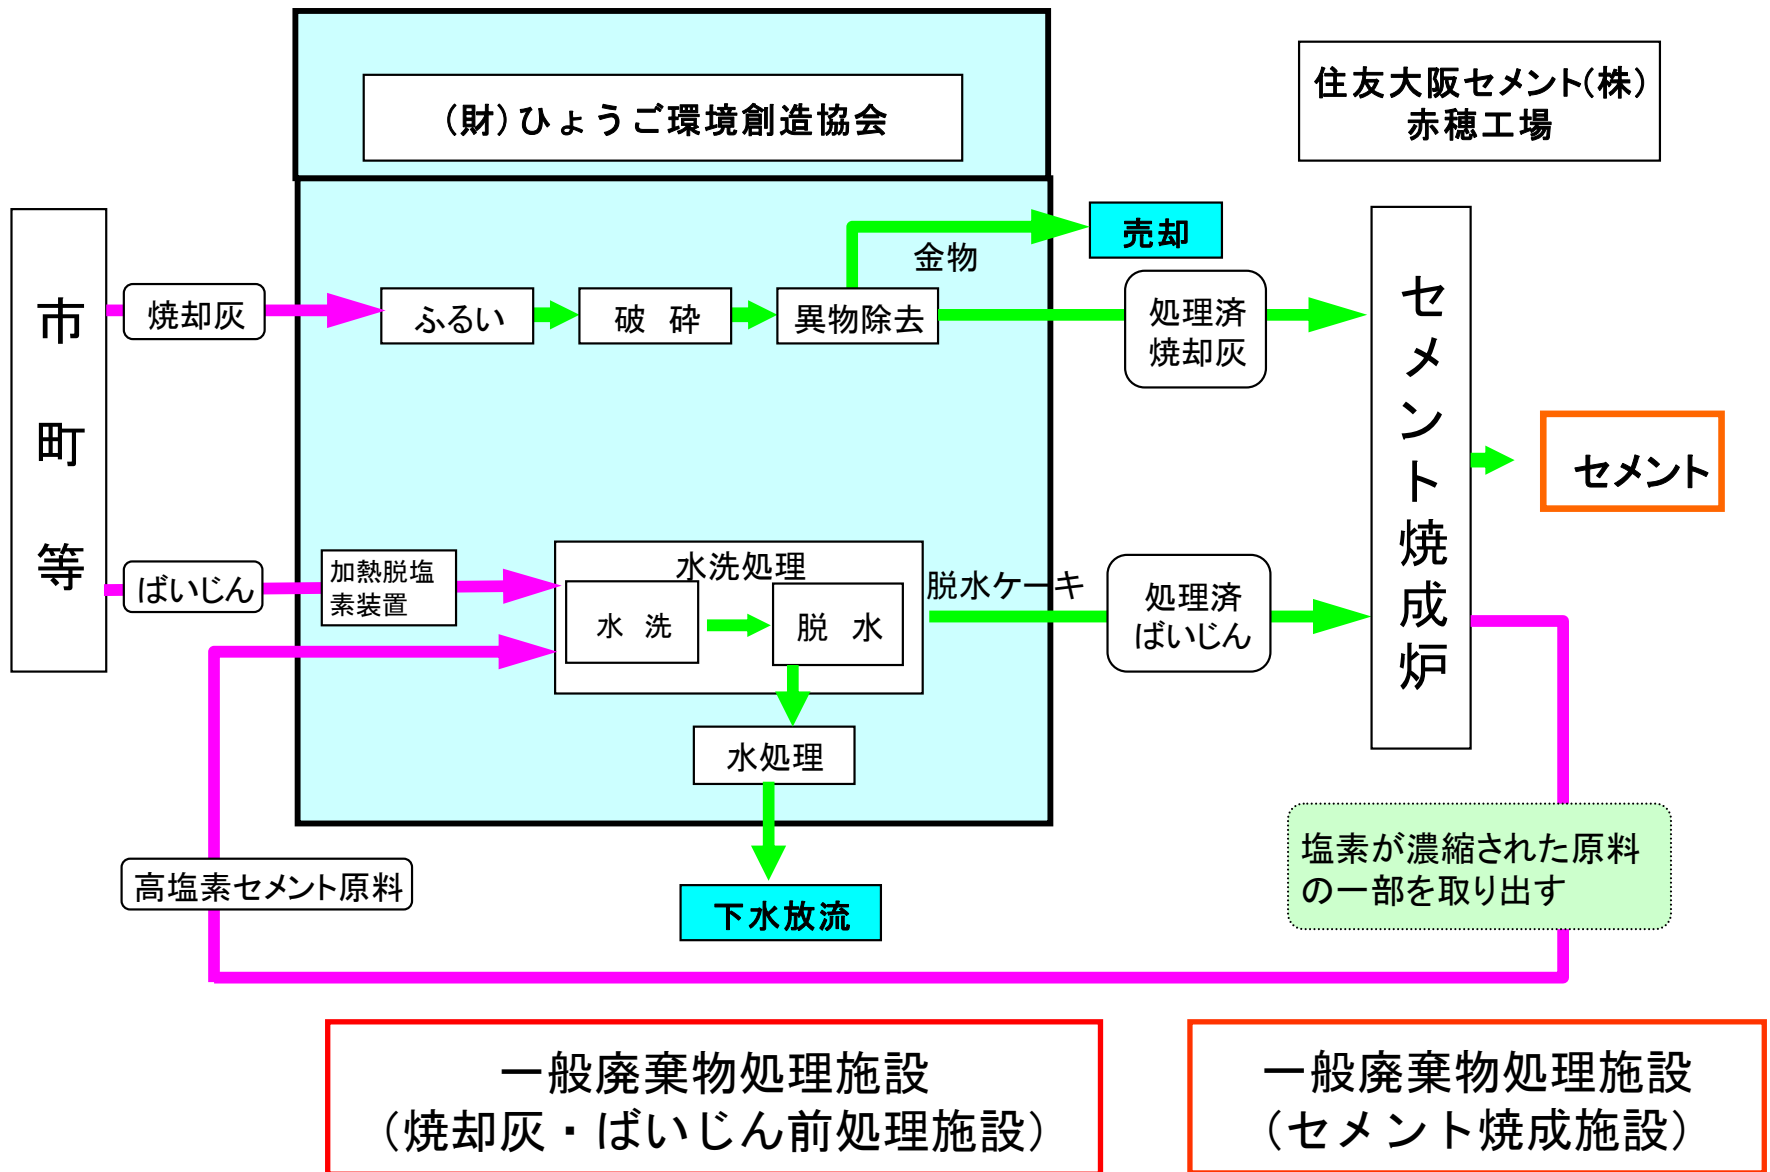 (財)ひょうご環境創造協会
住友大阪セメント(株)
赤穂工場
市町等
焼却灰
ふるい
破 砕
異物除去
金物
売却
処理済
焼却灰
セメント焼成炉
セメント
ばいじん
加熱脱塩
素装置
水洗処理
水 洗
脱 水
脱水ケーキ
処理済
ばいじん
水処理
下水放流
高塩素セメント原料
塩素が濃縮された原料
の一部を取り出す
一般廃棄物処理施設
(焼却灰・ばいじん前処理施設)
一般廃棄物処理施設
(セメント焼成施設)